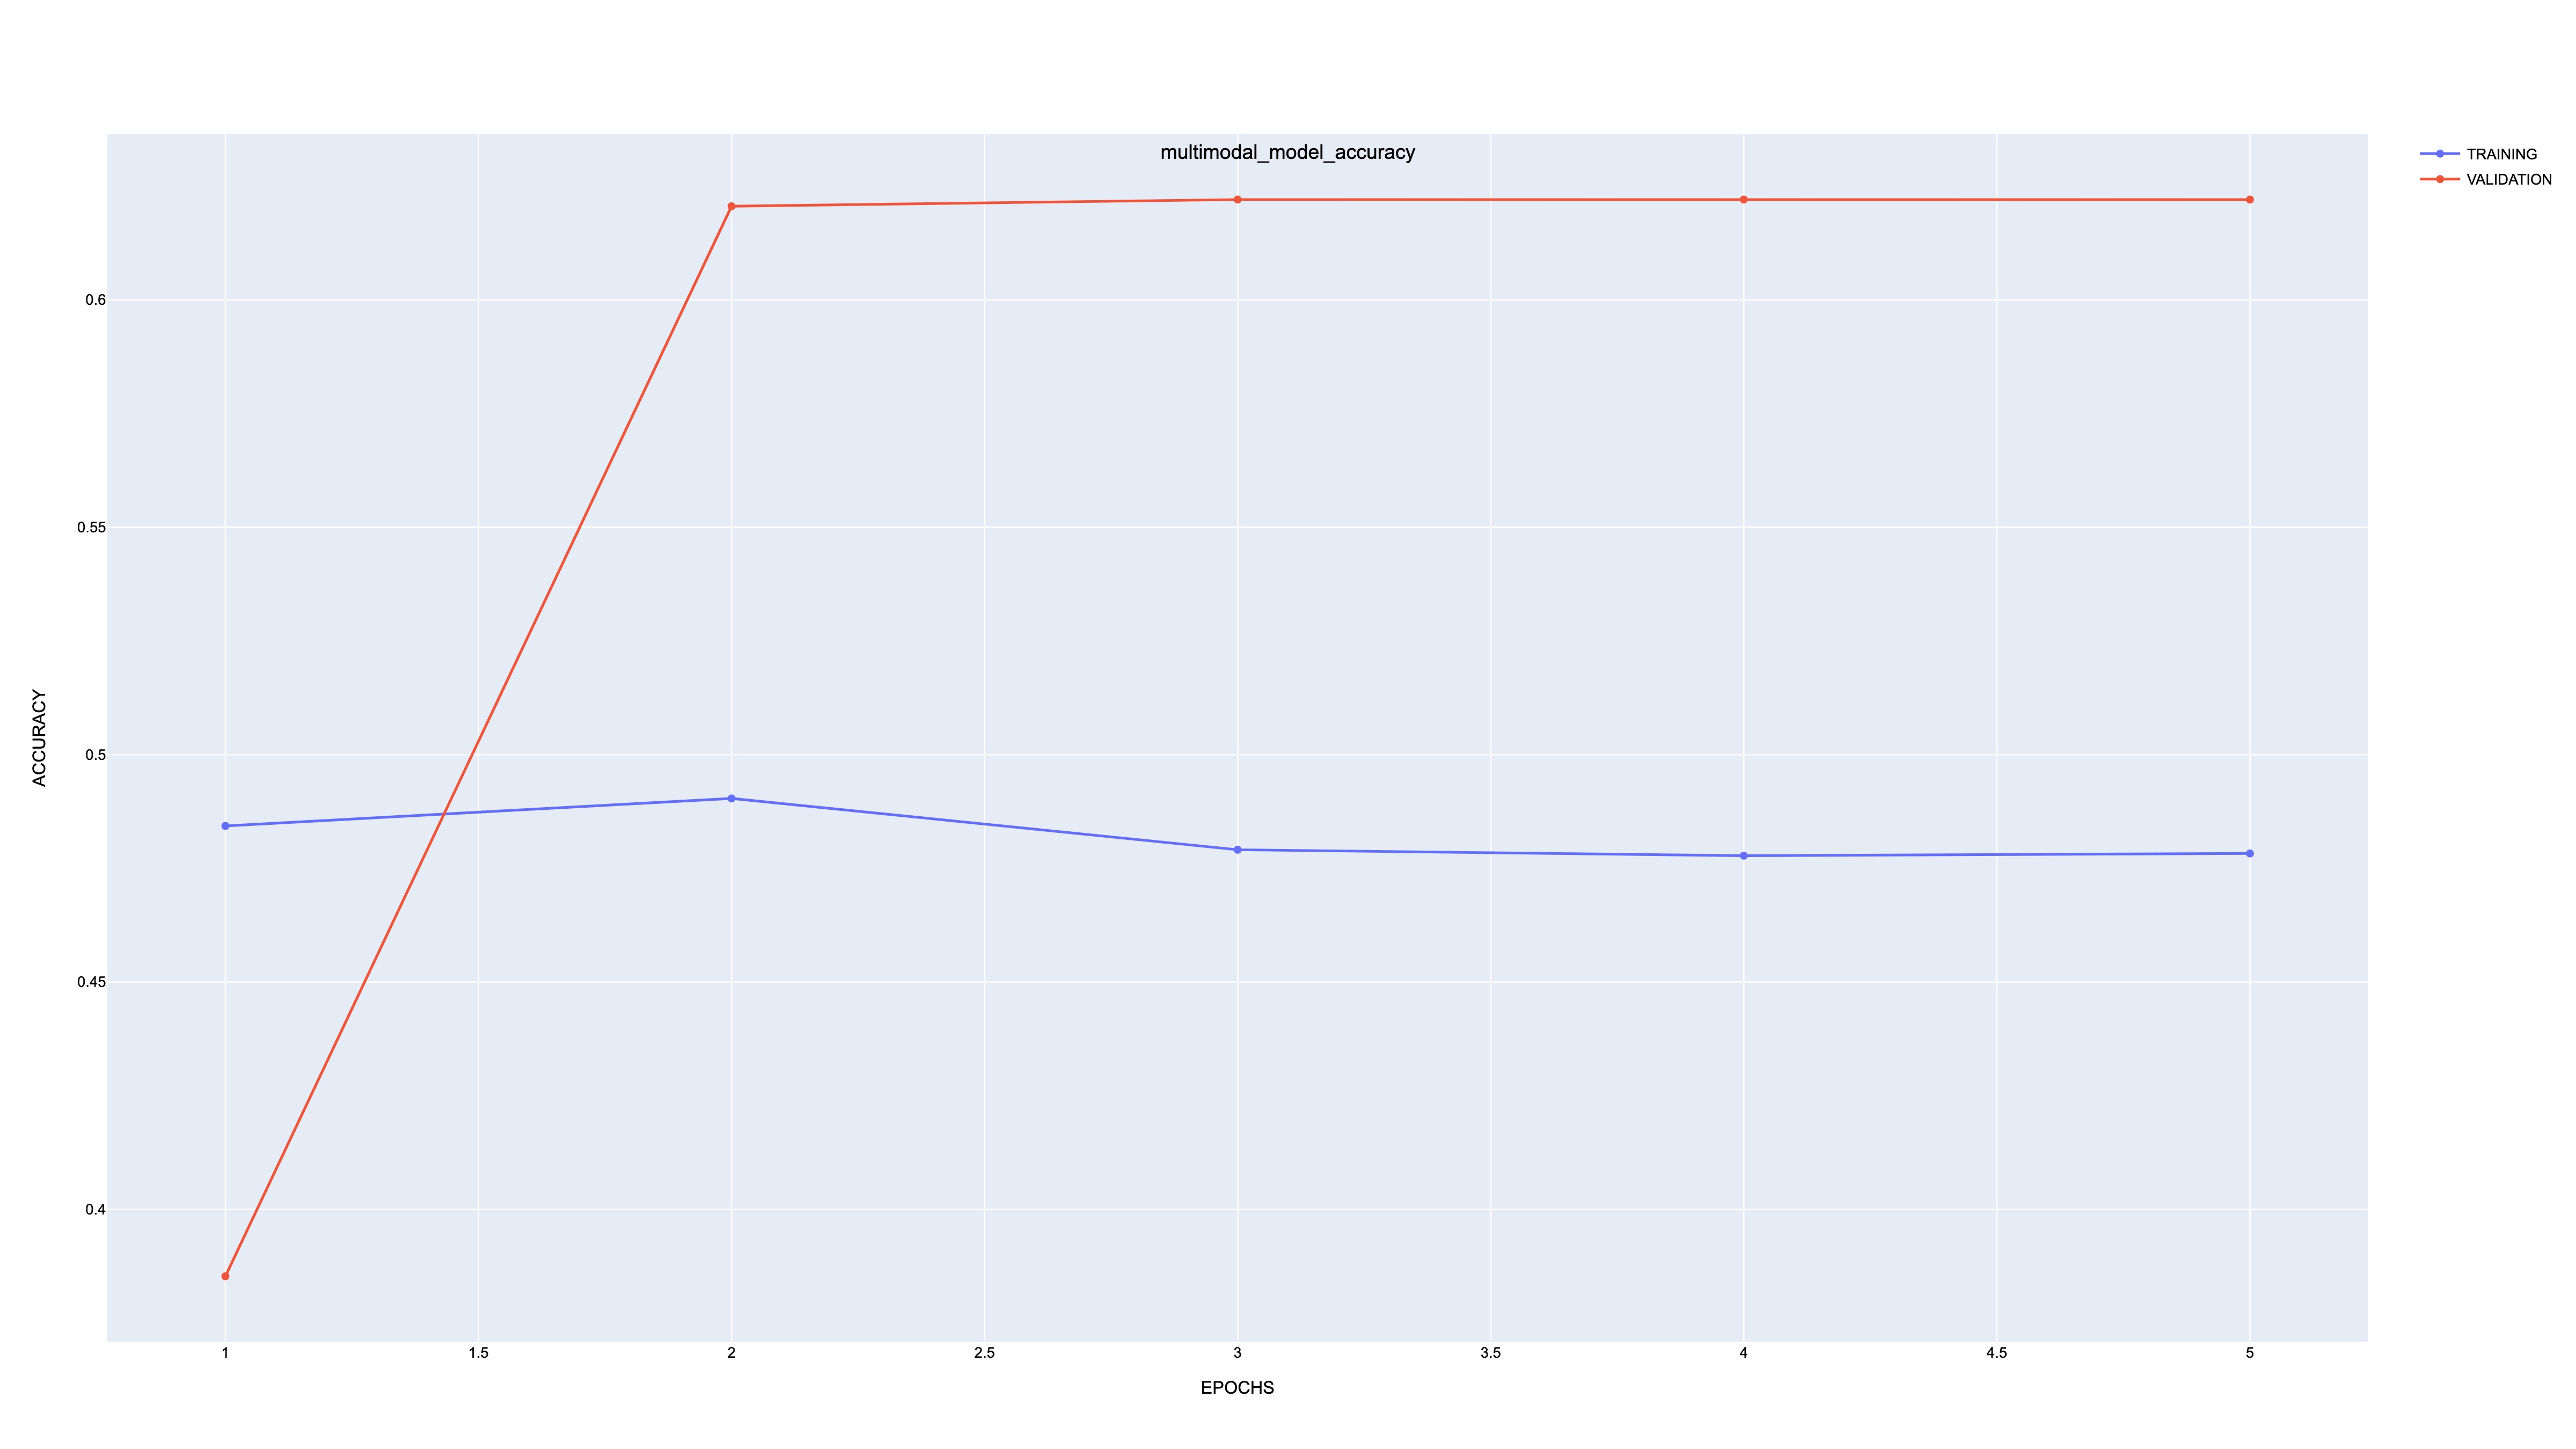 multimodal_model_accuracy
TRAINING
VALIDATION
0.6
0.55
0.5
0.45
0.4
ACCURACY
1 1.5 2 2.5 3 3.5 4 4.5 5
EPOCHS